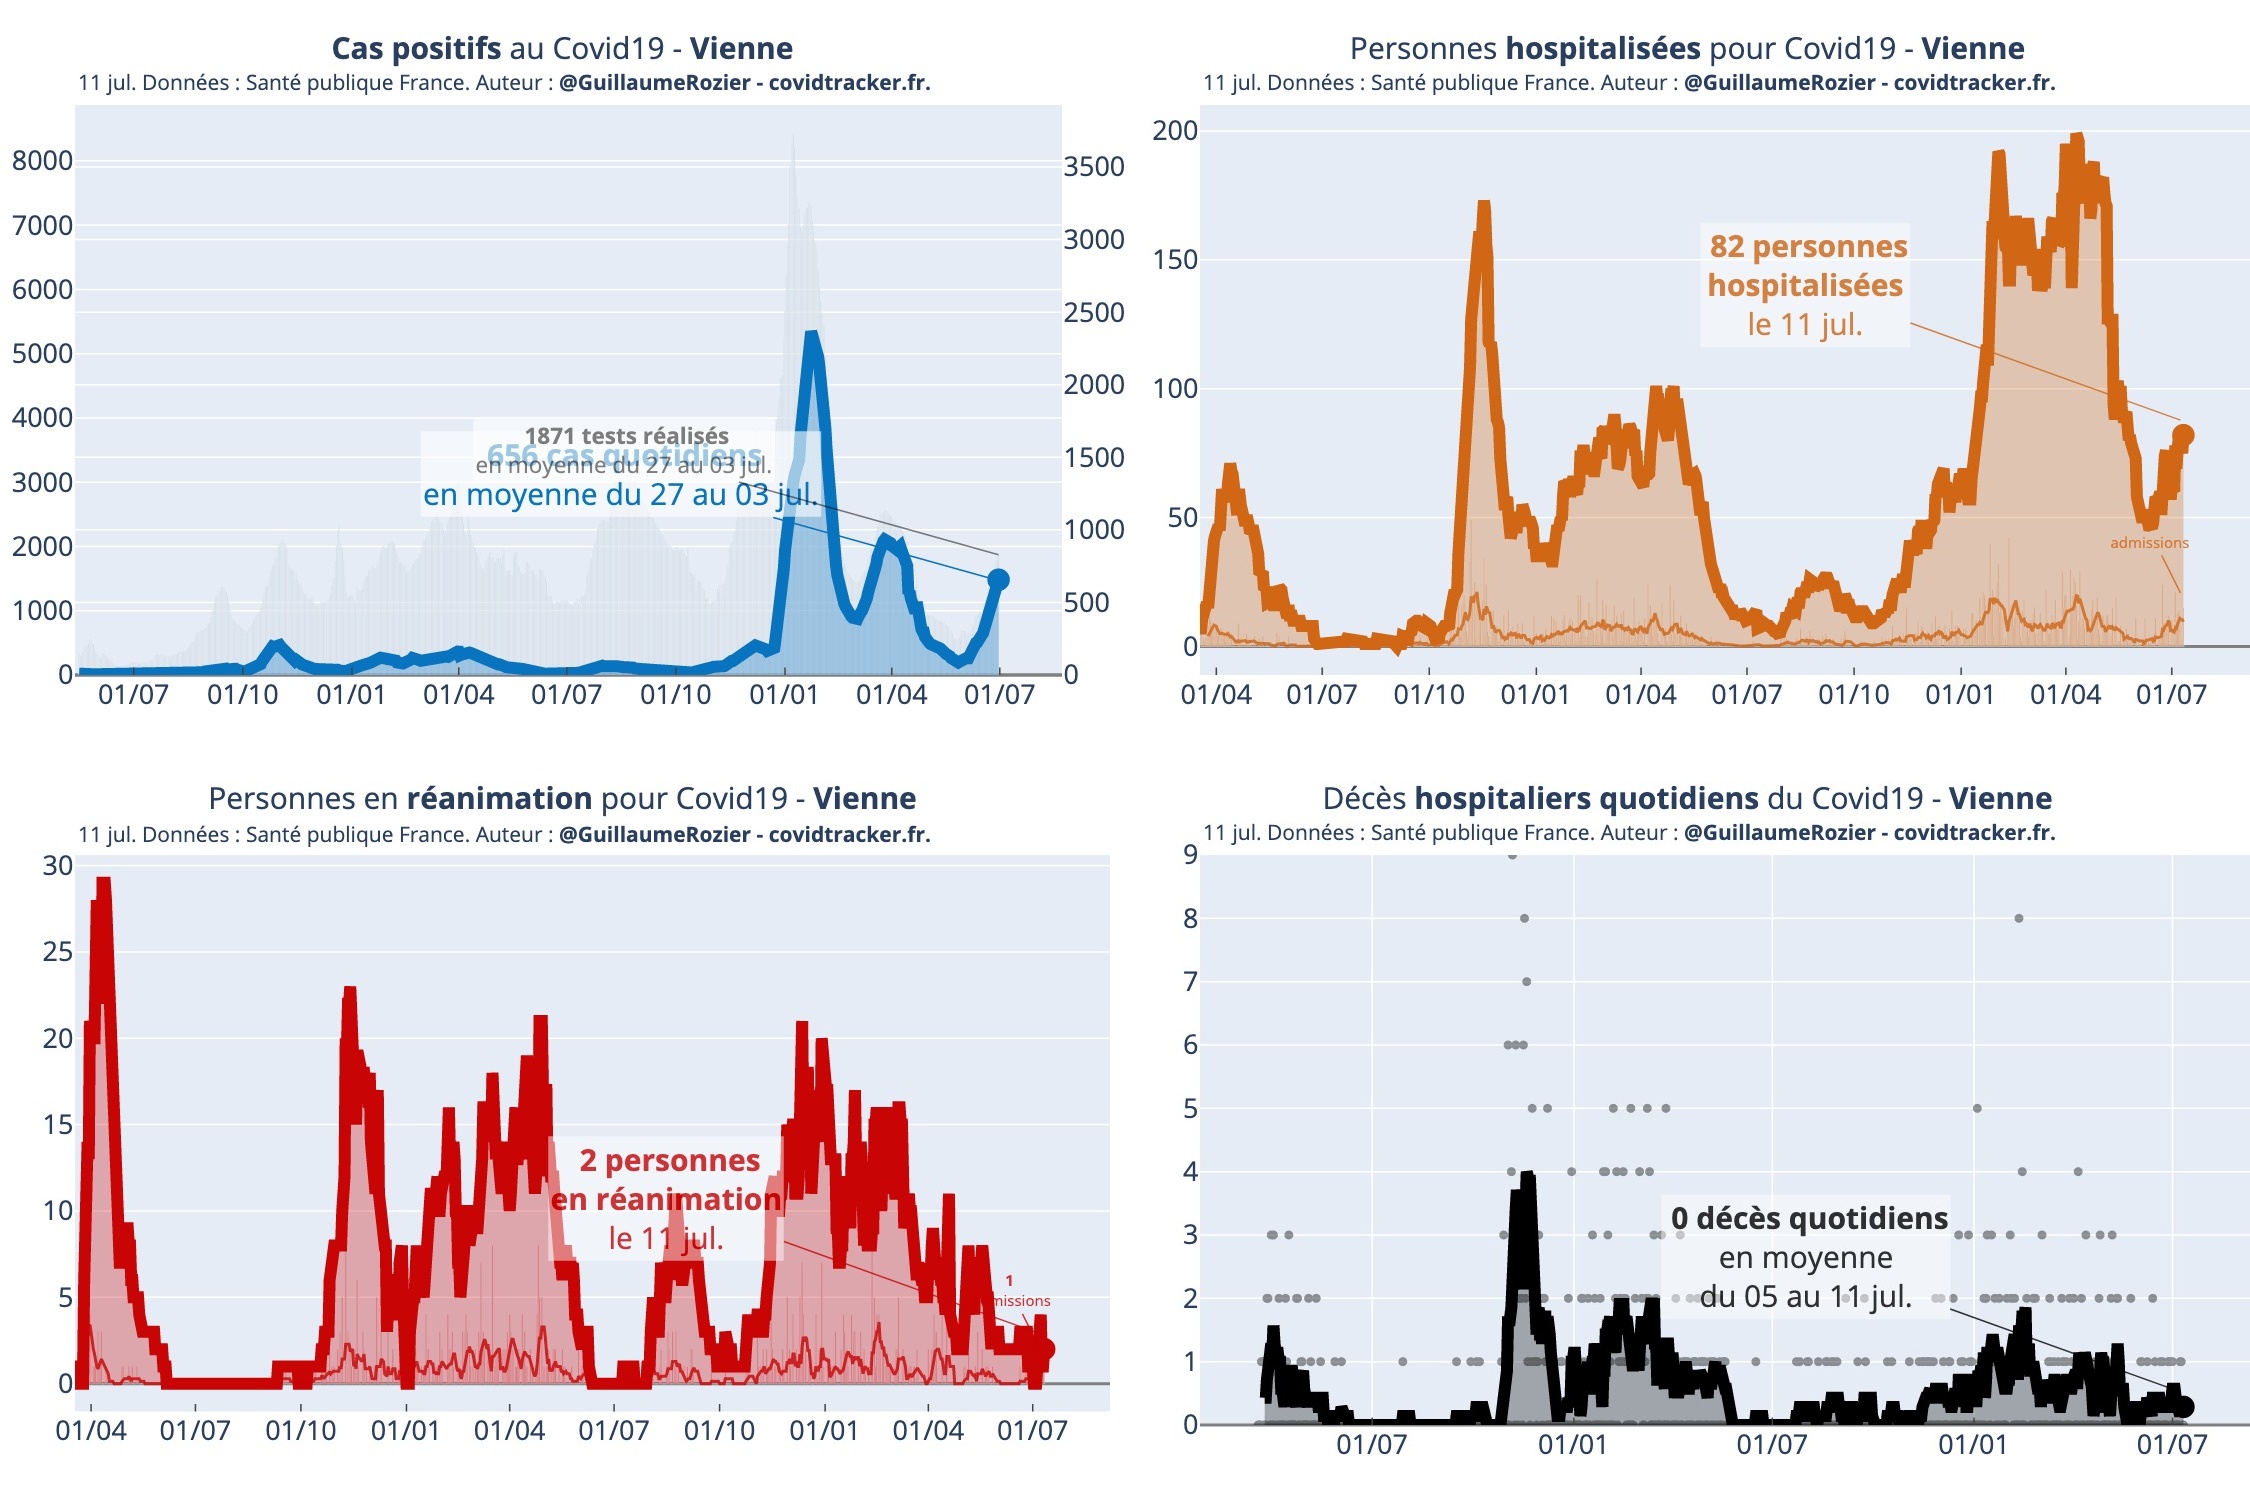 Cas positifs au Covid19 - Vienne
11 jul. Données : Santé publique France. Auteur : @GuillaumeRozier - covidtracker.fr.
8000
7000
6000
5000
4000
3000
2000
1000
0
3500
3000
2500
2000
1500
1000
500
0
1871 tests réalisés
en moyenne du 27 au 03 jul.
656 cas quotidiens
en moyenne du 27 au 03 jul.
01/07 01/10 01/01 01/04 01/07 01/10 01/01 01/04 01/07
Personnes hospitalisées pour Covid19 - Vienne
11 jul. Données : Santé publique France. Auteur : @GuillaumeRozier - covidtracker.fr.
200
150
100
50
0
82 personnes
hospitalisées
le 11 jul.
admissions
01/04 01/07 01/10 01/01 01/04 01/07 01/10 01/01 01/04 01/07
Personnes en réanimation pour Covid19 - Vienne
11 jul. Données : Santé publique France. Auteur : @GuillaumeRozier - covidtracker.fr.
30
25
20
15
10
5
0
2 personnes
en réanimation
le 11 jul.
1
missions
01/04 01/07 01/10 01/01 01/04 01/07 01/10 01/01 01/04 01/07
Décès hospitaliers quotidiens du Covid19 - Vienne
11 jul. Données : Santé publique France. Auteur : @GuillaumeRozier - covidtracker.fr.
9
8
7
6
5
4
3
2
1
0
0 décès quotidiens
en moyenne
du 05 au 11 jul.
01/07 01/01 01/07 01/01 01/07